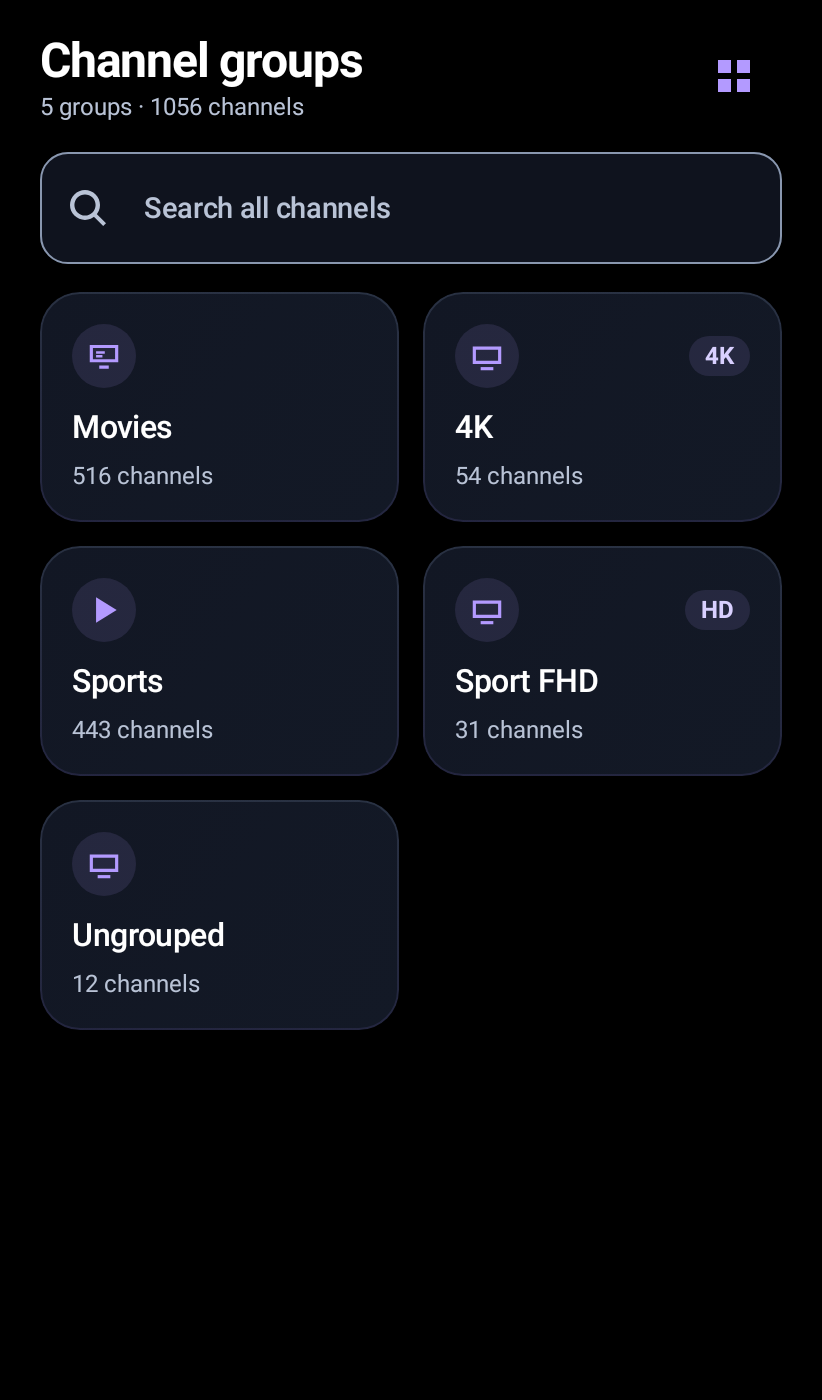 Channel groups
5 groups · 1056 channels
Search all channels
Movies
516 channels
4K
4K
54 channels
Sports
443 channels
HD
Sport FHD
31 channels
Ungrouped
12 channels